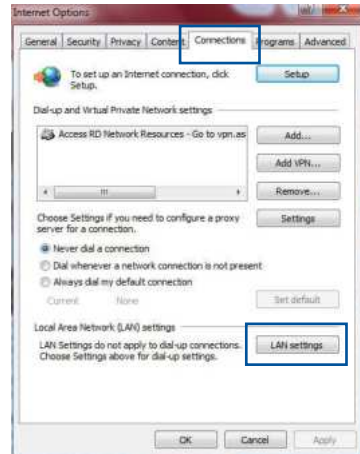 Internet Options
General Security Privacy Content Connections Programs Advanced
To set up an Internet connection, click
Setup.
Setup
Dial-up and Virtual Private Network settings
Access RD Network Resources - Go to vpn.as
Add...
Add VPN...
Remove...
Choose Settings if you need to configure a proxy
server for a connection.
Settings
Never dial a connection
Dial whenever a network connection is not present
Always dial my default connection
Current None
Set default
Local Area Network (LAN) settings
LAN Settings do not apply to dial-up connections.
Choose Settings above for dial-up settings.
LAN settings
OK Cancel Apply